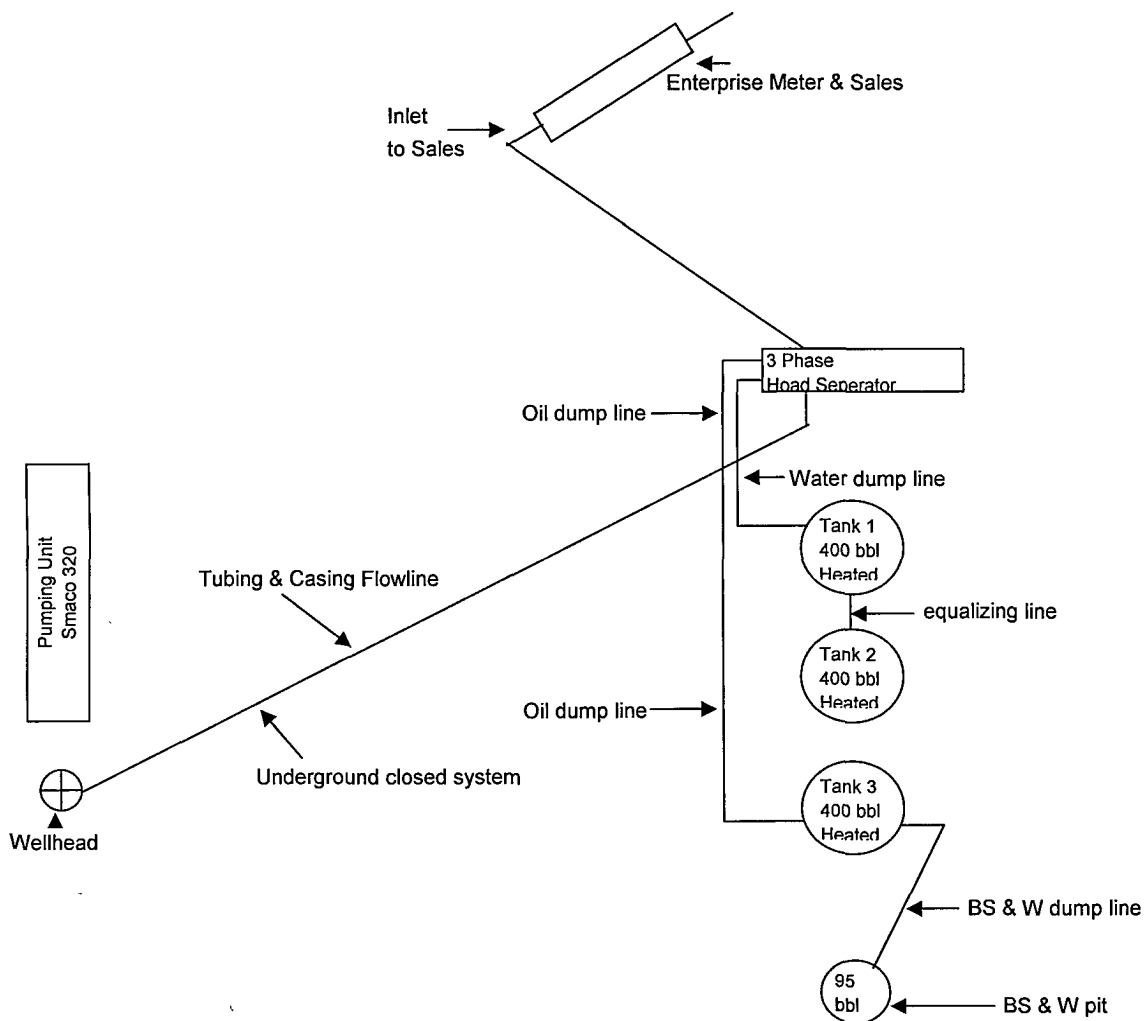 Enterprise Meter & Sales
Inlet
to Sales
3 Phase
Hoad Seperator
Oil dump line
Water dump line
Pumping Unit
Smaco 320
Tank 1
400 bbl
Heated
Tubing & Casing Flowline
equalizing line
Tank 2
400 bbl
Heated
Oil dump line
Underground closed system
Tank 3
400 bbl
Heated
Wellhead
BS & W dump line
95
bbl
BS & W pit